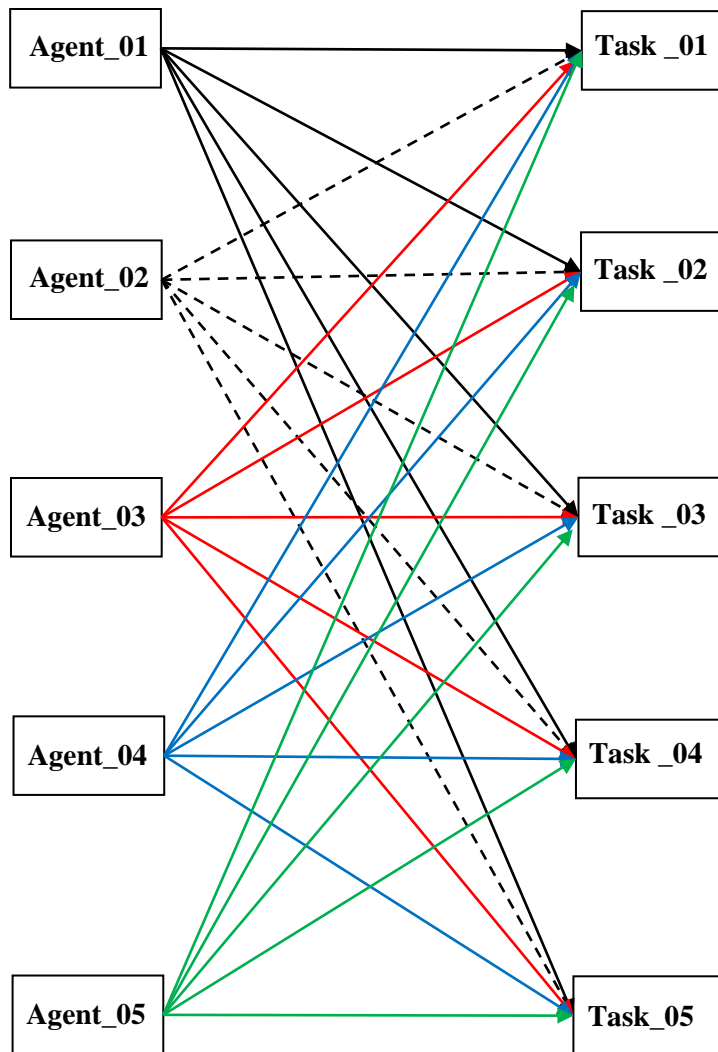 Agent_01
Task _01
Agent_02
Task _02
Agent_03
Task _03
Agent_04
Task _04
Agent_05
Task_05